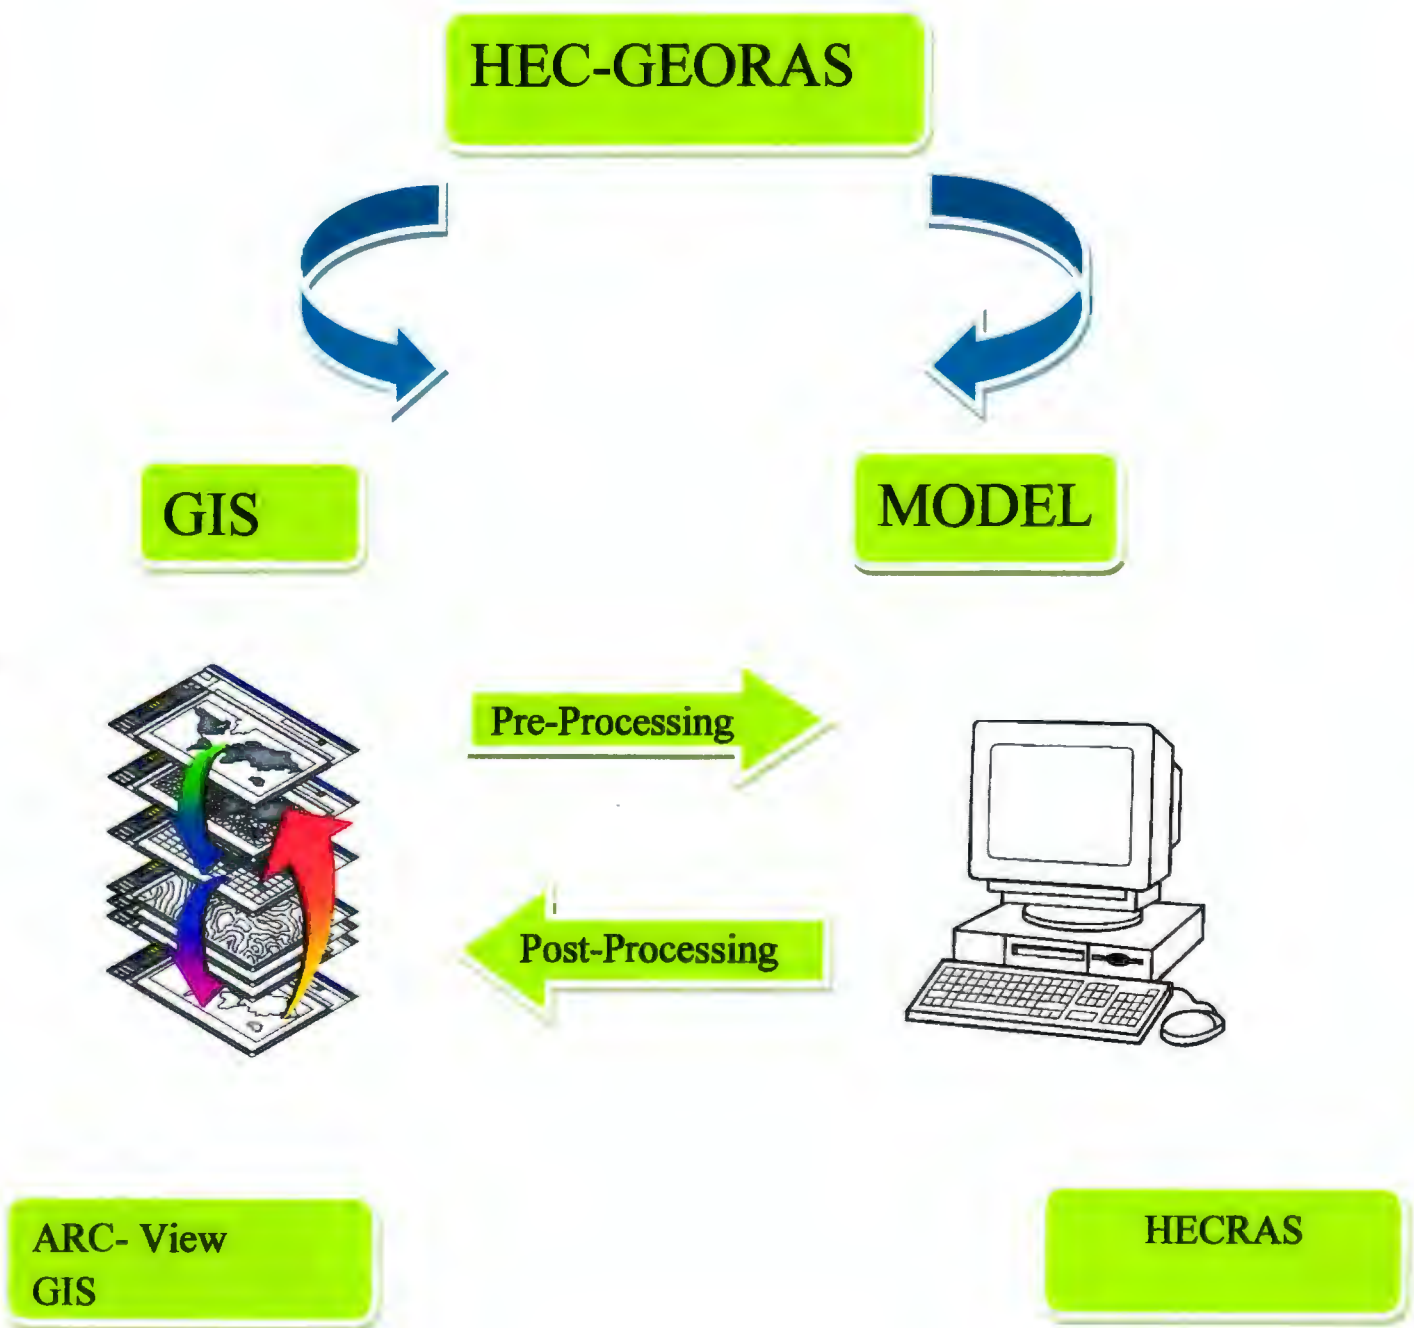 HEC-GEORAS
GIS
MODEL
Pre-Processing
Post-Processing
ARC- View
GIS
HECRAS